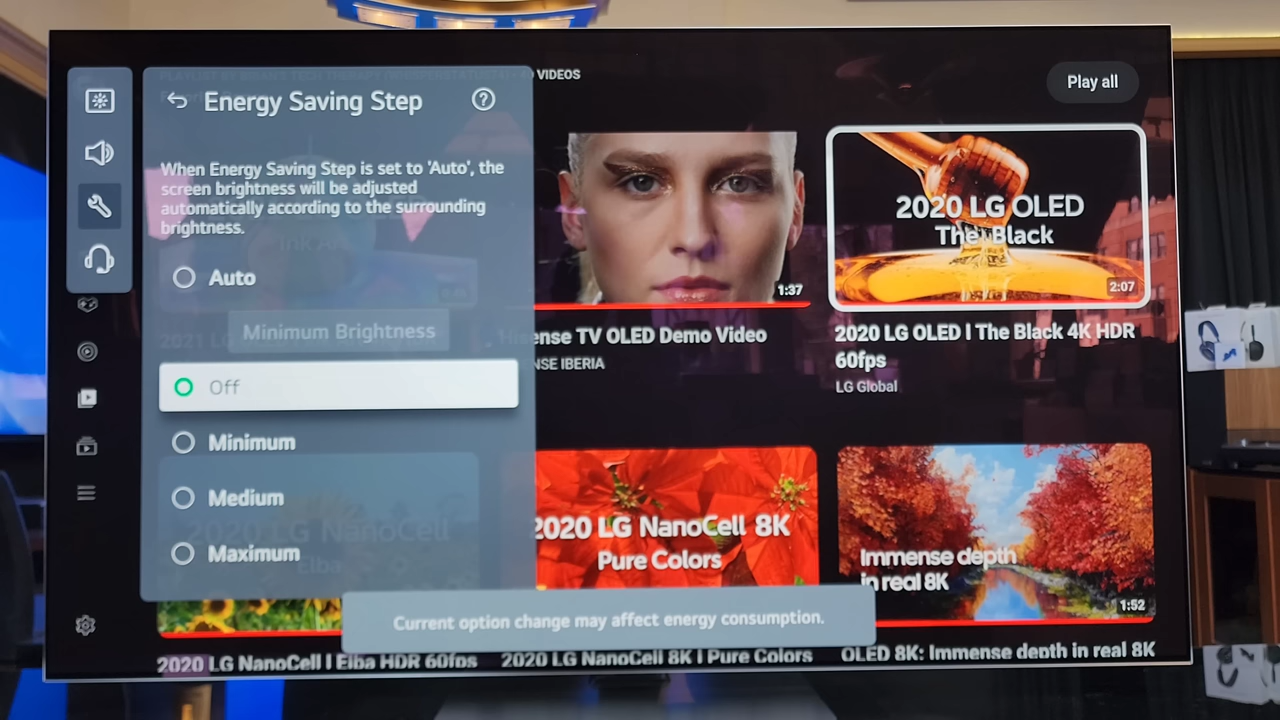 VIDEOS
Play all
Energy Saving Step
?
When Energy Saving Step is set to 'Auto', the
screen brightness will be adjusted
automatically according to the surrounding
brightness.
Auto
Minimum Brightness
Off
Minimum
Medium
Maximum
1:37
ense TV OLED Demo Video
NSE IBERIA
2020 LG OLED
The Black
2:07
2020 LG OLED l The Black 4K HDR
60fps
LG Global
2020 LG NanoCell
Elba
2020 LG NanoCell 8K
Pure Colors
Immense depth
in real 8K
1:52
Current option change may affect energy consumption.
2020 LG NanoCell l Elba HDR 60fps
2020 LG NanoCell 8K l Pure Colors
OLED 8K: Immense depth in real 8K